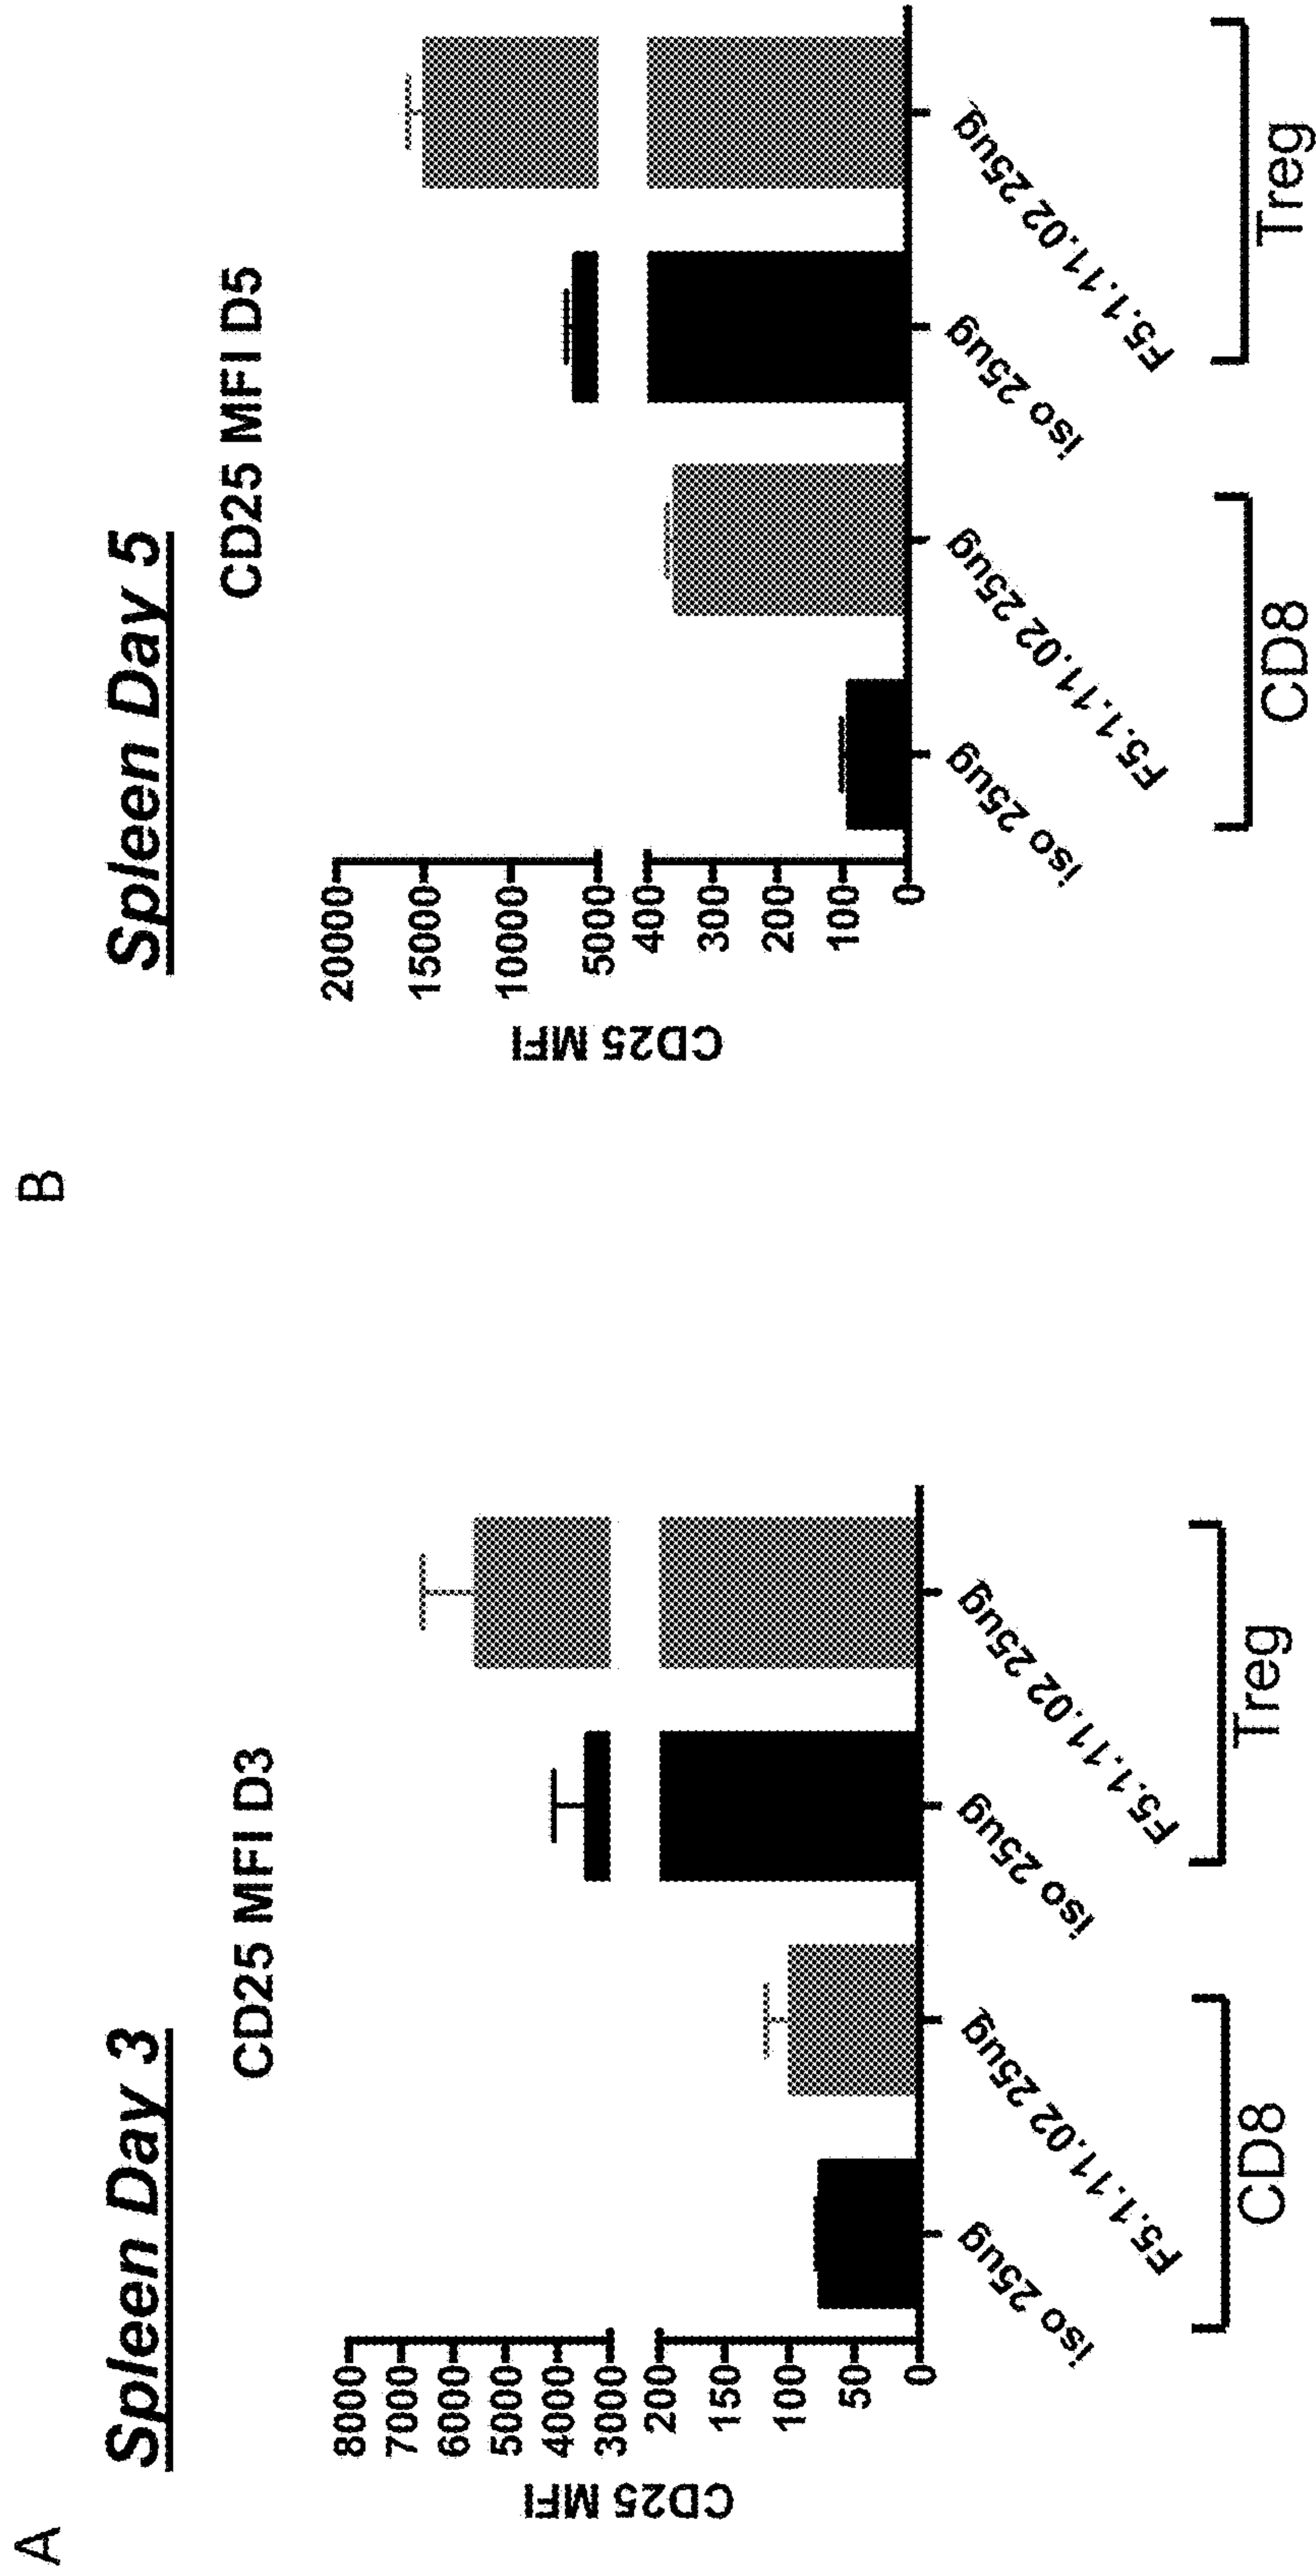 A
Spleen Day 3
CD25 MFI D3
CD25 MFI
8000
7000
6000
5000
4000
3000
200
150
100
50
0
iso 25ug
F5.1.11.02 25ug
iso 25ug
F5.1.11.02 25ug
CD8
Treg
B
Spleen Day 5
CD25 MFI D5
CD25 MFI
20000
15000
10000
5000
400
300
200
100
0
iso 25ug
F5.1.11.02 25ug
iso 25ug
F5.1.11.02 25ug
CD8
Treg